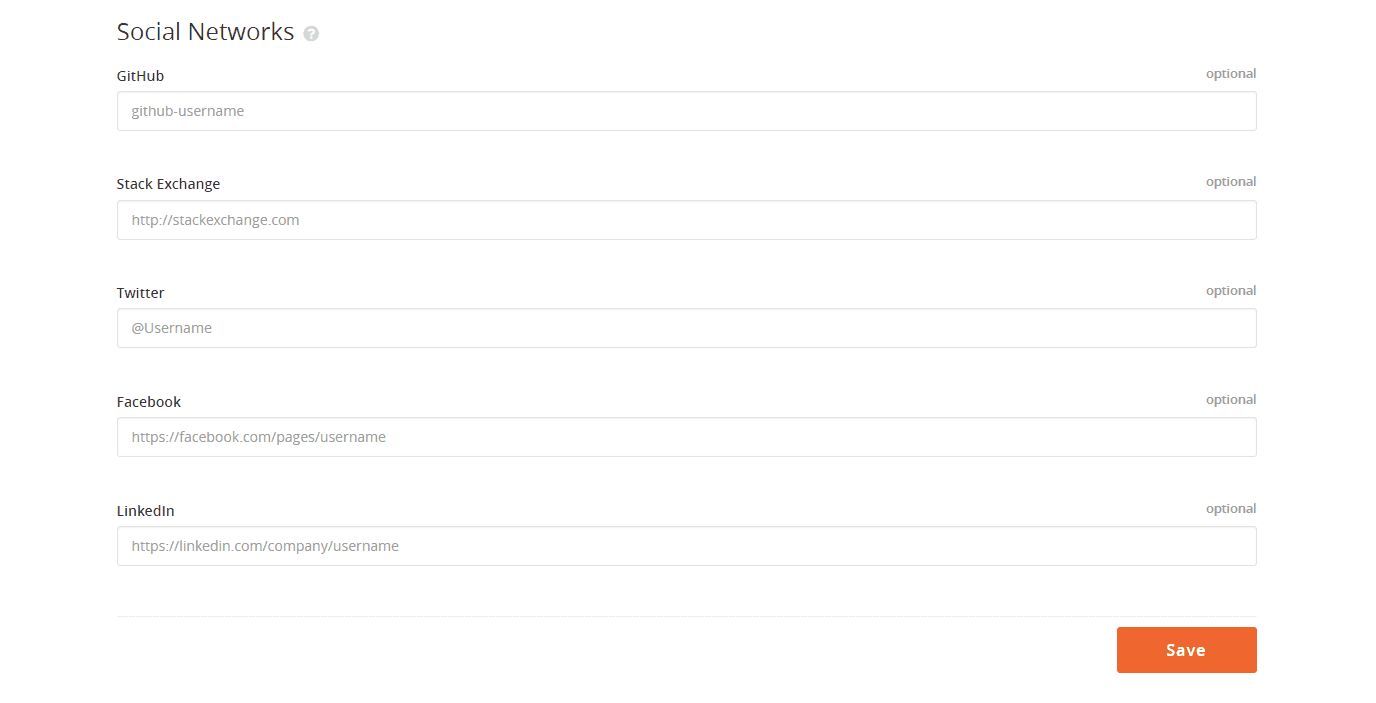 Social Networks ?
GitHub optional
github-username
Stack Exchange optional
http://stackexchange.com
Twitter optional
@Username
Facebook optional
https://facebook.com/pages/username
LinkedIn optional
https://linkedin.com/company/username
Save